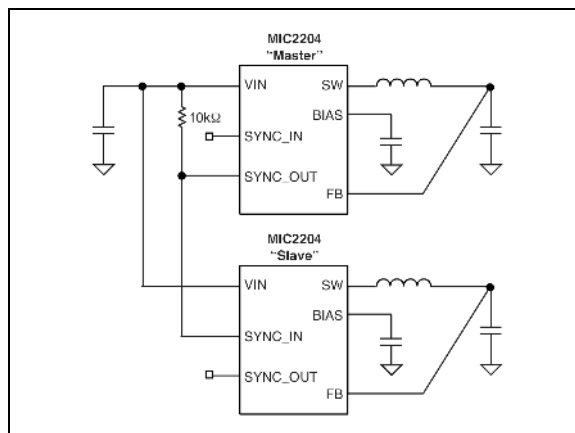 MIC2204
"Master"
VIN
SW
BIAS
10kΩ
SYNC_IN
SYNC_OUT
FB
MIC2204
"Slave"
VIN
SW
BIAS
SYNC_IN
SYNC_OUT
FB